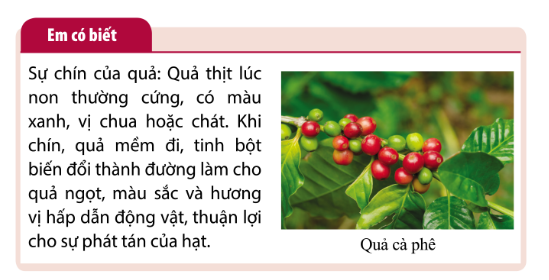 Em có biết
Sự chín của quả: Quả thịt lúc
non thường cứng, có màu
xanh, vị chua hoặc chát. Khi
chín, quả mềm đi, tinh bột
biến đổi thành đường làm cho
quả ngọt, màu sắc và hương
vị hấp dẫn động vật, thuận lợi
cho sự phát tán của hạt.
Quả cà phê